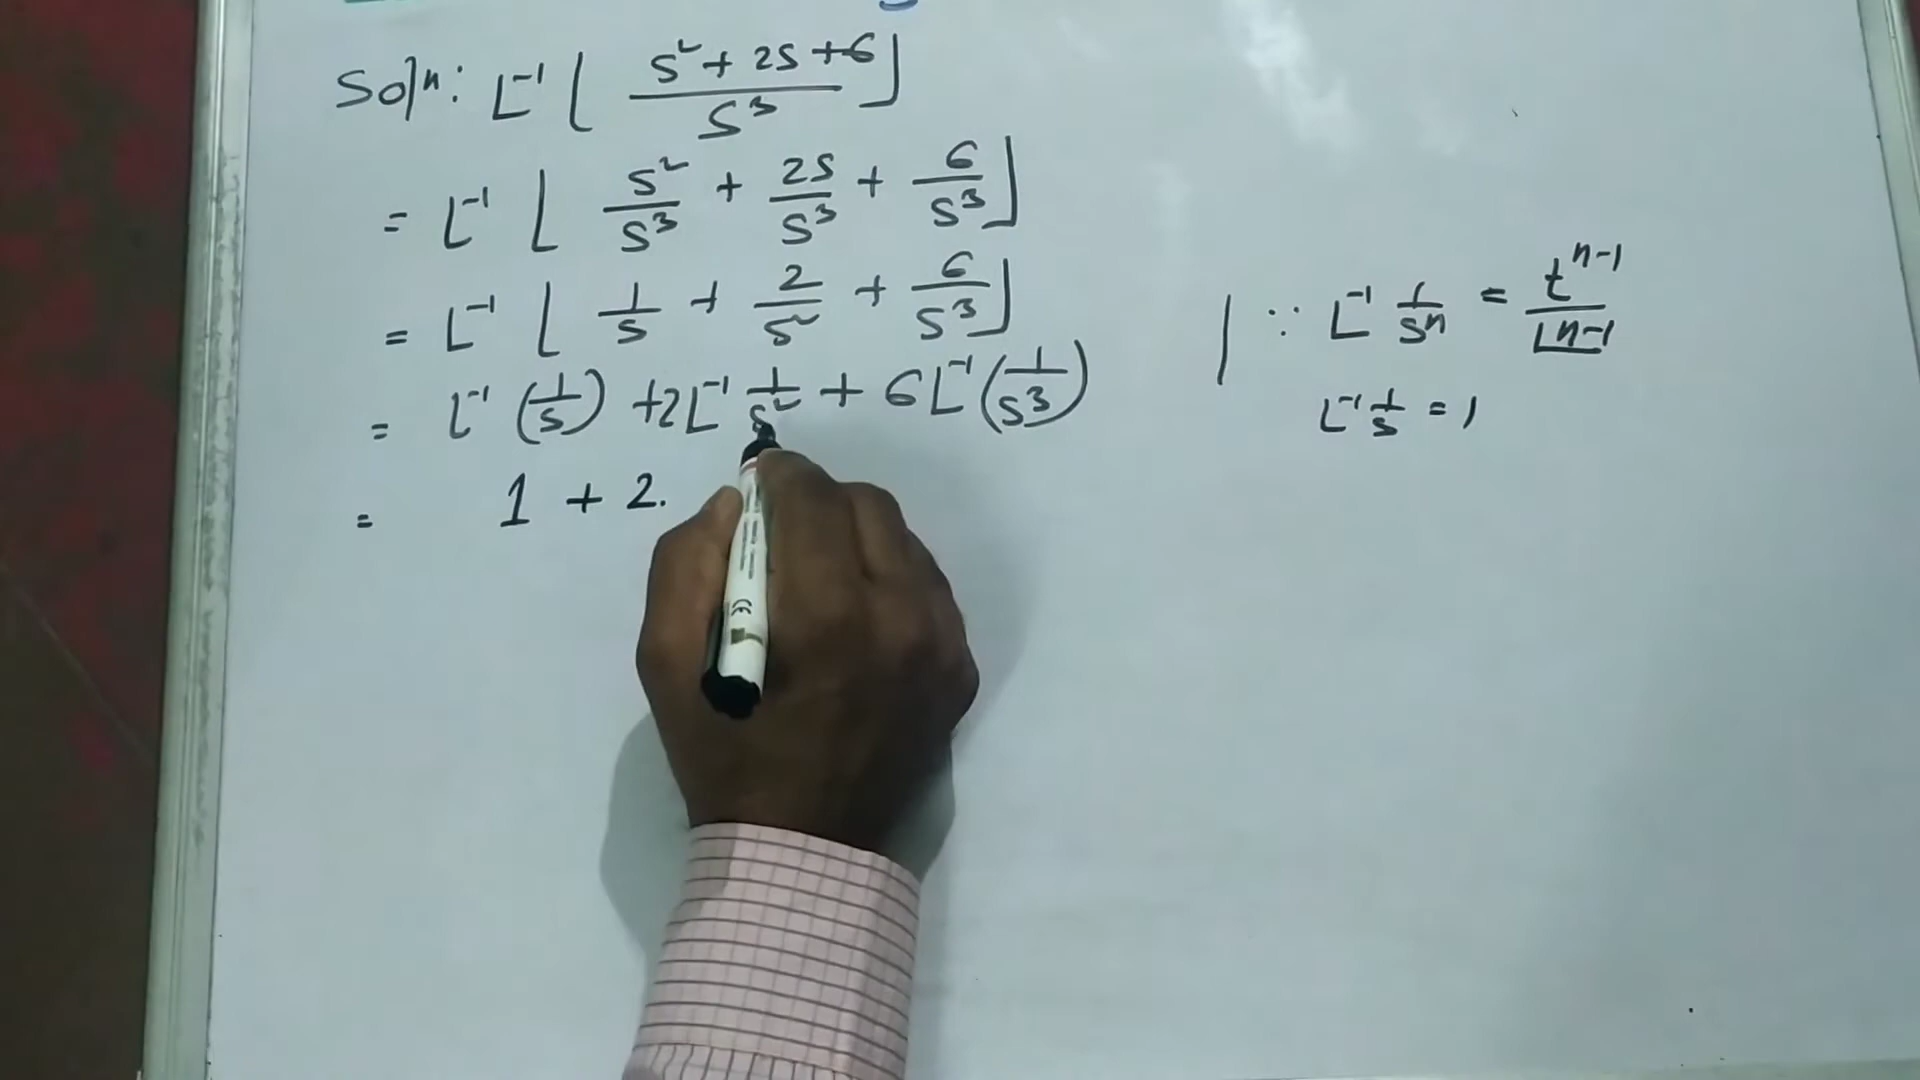 Solⁿ: L⁻¹ [ (s² + 2s + 6) / s³ ]
= L⁻¹ [ s²/s³ + 2s/s³ + 6/s³ ]
= L⁻¹ [ 1/s + 2/s² + 6/s³ ]
= L⁻¹ (1/s) + 2L⁻¹ 1/s² + 6L⁻¹ (1/s³)
= 1 + 2.
| ∵ L⁻¹ 1/sⁿ = tⁿ⁻¹ / ∟n-1
L⁻¹ 1/s = 1
CE